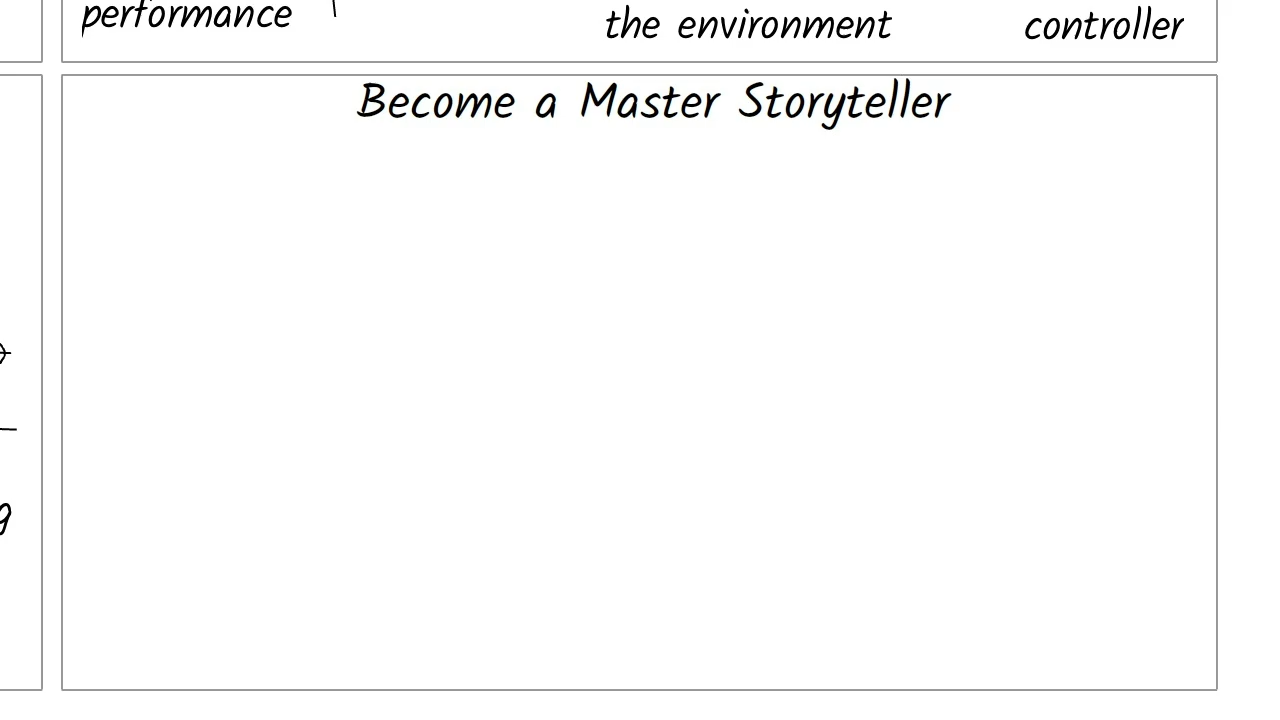 performance
the environment
controller
Become a Master Storyteller
g